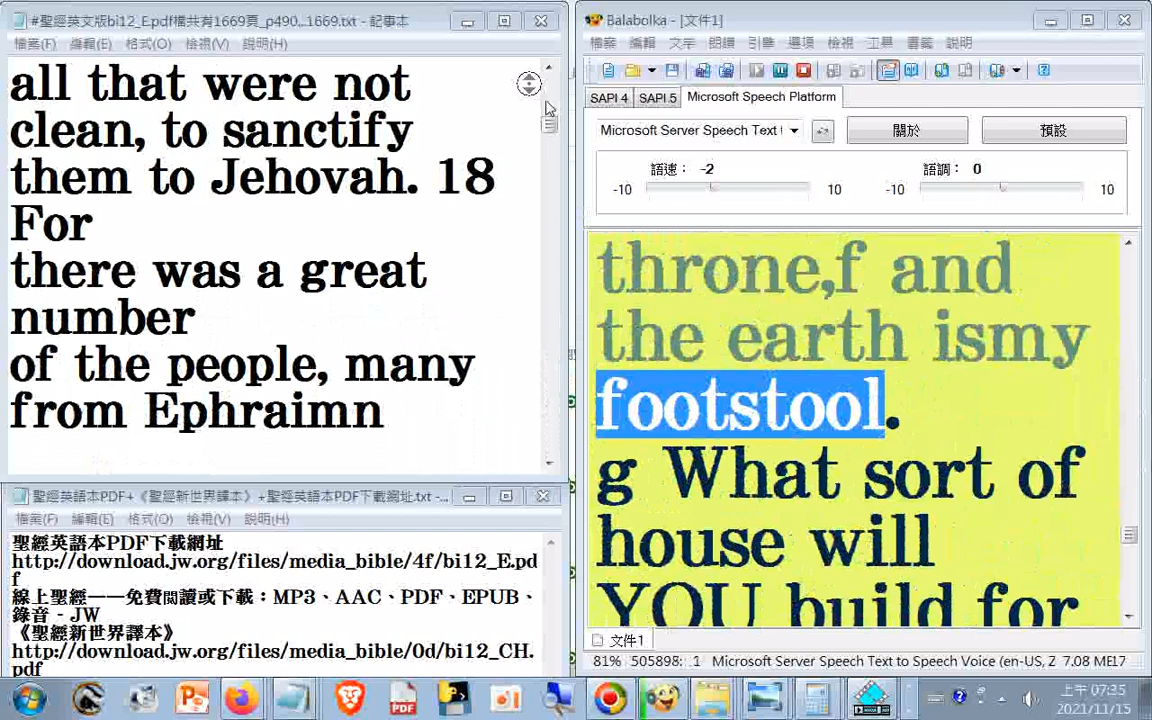 #聖經英文版bi12_E.pdf檔共有1669頁_p490,..1669.txt - 記事本
檔案(F) 編輯(E) 格式(O) 檢視(V) 說明(H)
all that were not
clean, to sanctify
them to Jehovah. 18
For
there was a great
number
of the people, many
from Ephraimn
聖經英語本PDF+《聖經新世界譯本》+聖經英語本PDF下載網址.txt -...
檔案(F) 編輯(E) 格式(O) 檢視(V) 說明(H)
聖經英語本PDF下載網址
http://download.jw.org/files/media_bible/4f/bi12_E.pd
f
線上聖經——免費閱讀或下載：MP3、AAC、PDF、EPUB、
錄音 - JW
《聖經新世界譯本》
http://download.jw.org/files/media_bible/0d/bi12_CH.
pdf
Balabolka - [文件1]
檔案 編輯 文字 朗讀 引擎 選項 檢視 工具 書籤 說明
SAPI 4 SAPI 5 Microsoft Speech Platform
Microsoft Server Speech Text 關於 預設
語速： -2 語調： 0
-10 10 -10 10
throne,f and
the earth ismy
footstool.
g What sort of
house will
YOU build for
文件1
81% 505898: 1 Microsoft Server Speech Text to Speech Voice (en-US, Z 7.08 ME17
PDF
上午 07:35
2021/11/15